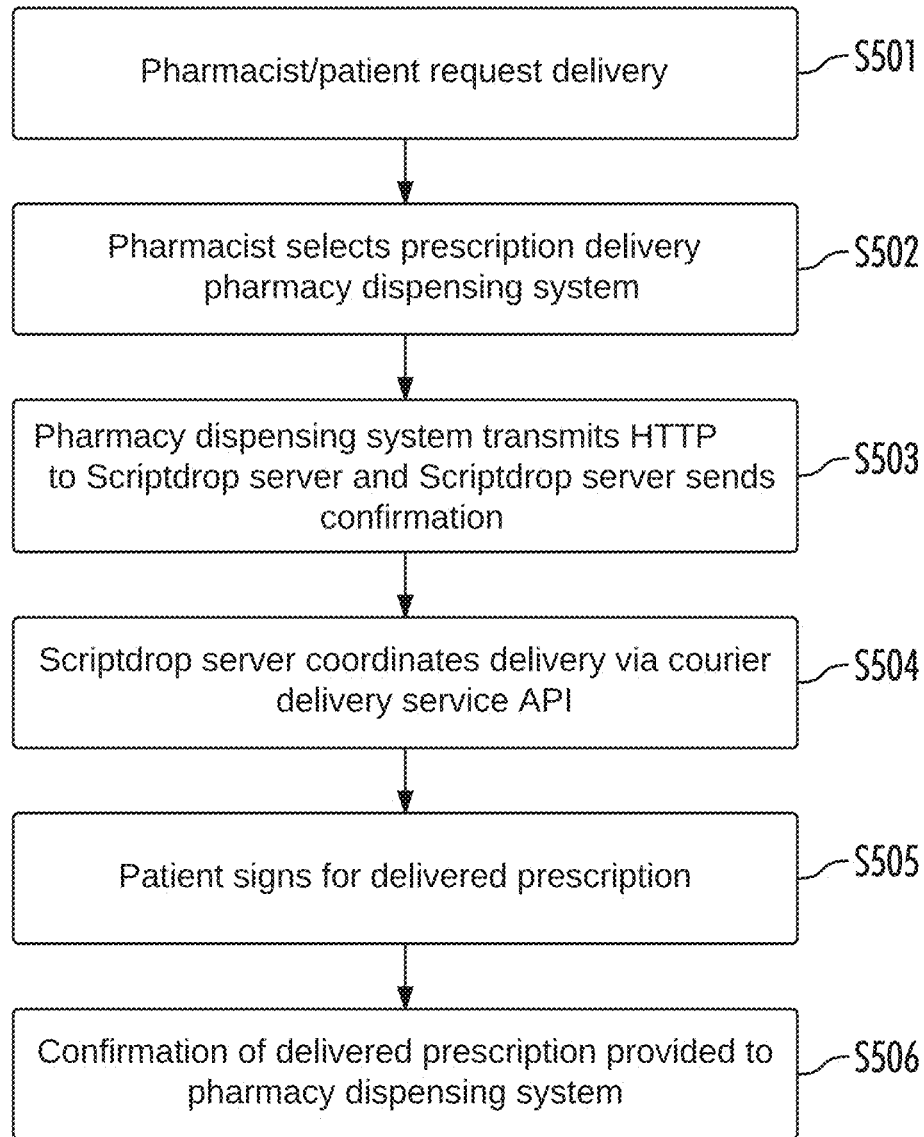 Pharmacist/patient request delivery
S501
Pharmacist selects prescription delivery
pharmacy dispensing system
S502
Pharmacy dispensing system transmits HTTP
to Scriptdrop server and Scriptdrop server sends
confirmation
S503
Scriptdrop server coordinates delivery via courier
delivery service API
S504
Patient signs for delivered prescription
S505
Confirmation of delivered prescription provided to
pharmacy dispensing system
S506